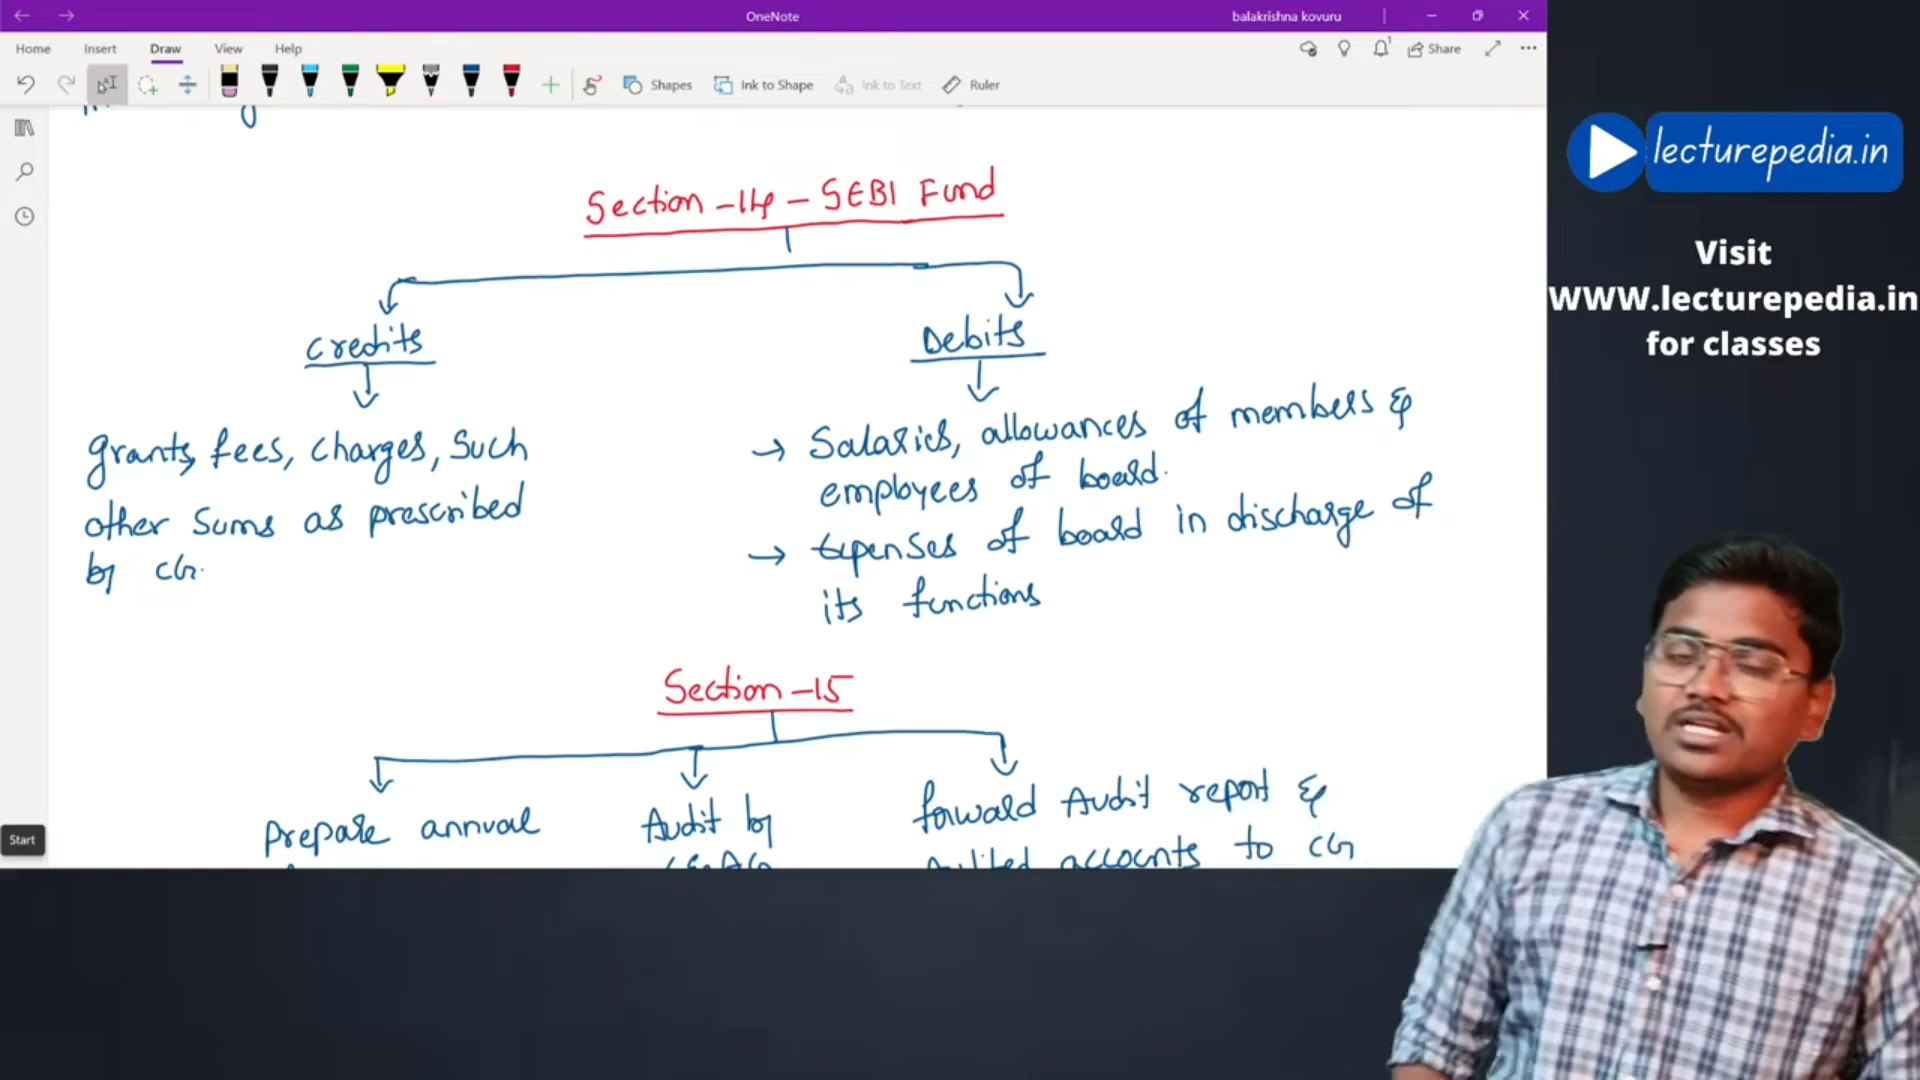 OneNote
balakrishna kovuru
Home Insert Draw View Help
Share
Shapes Ink to Shape Ink to Text Ruler
Section -14 - SEBI Fund
Credits
Debits
grants, fees, charges, such
other sums as prescribed
by CG.
→ Salaries, allowances of members &
employees of board.
→ Expenses of board in discharge of
its functions
Section -15
Prepare annual
Audit by
C&AG
forward Audit report &
Audited accounts to CG
Start
lecturepedia.in
Visit
WWW.lecturepedia.in
for classes